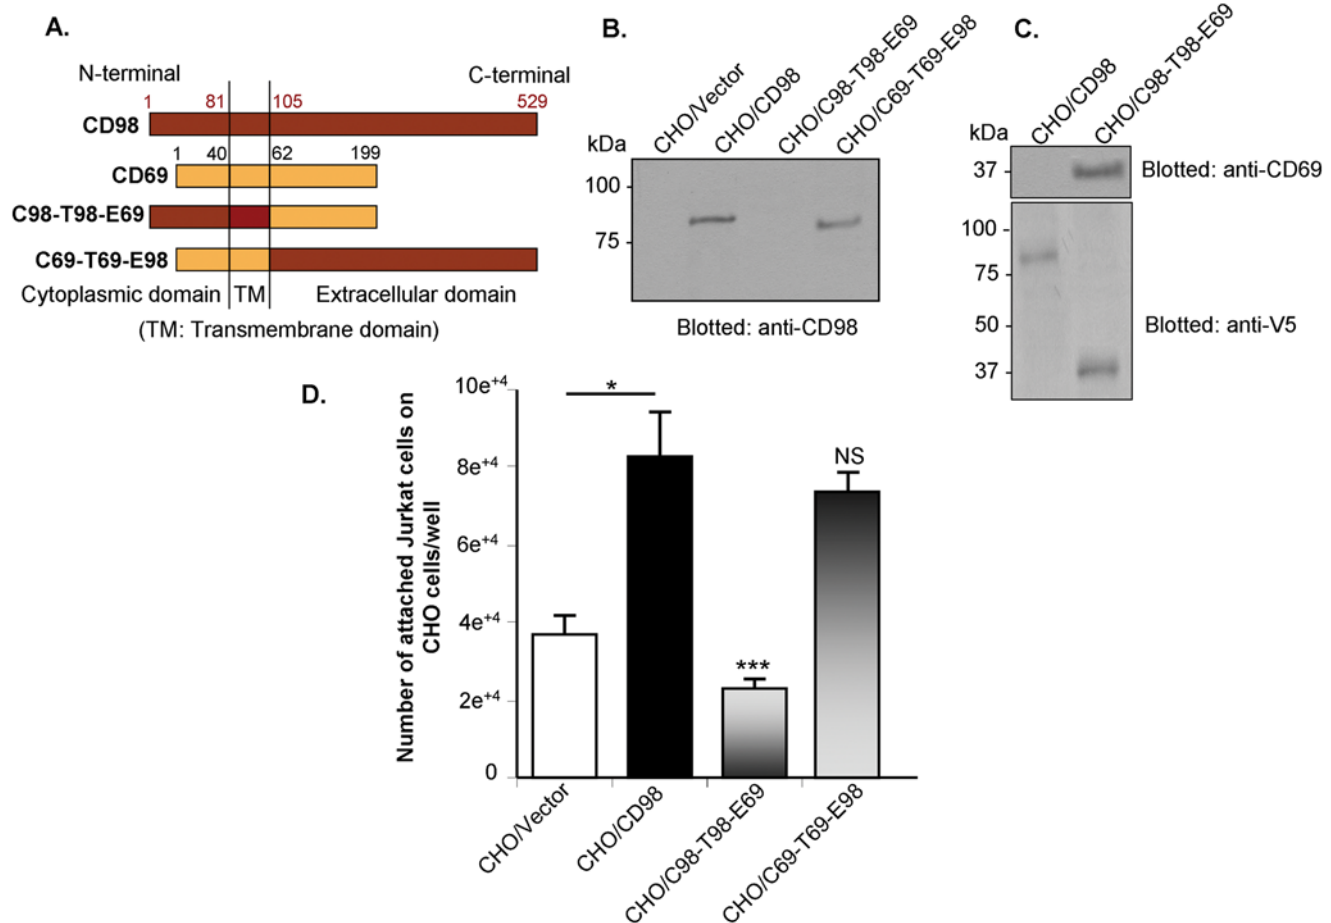 A.
N-terminal C-terminal
1 81 105 529
CD98
1 40 62 199
CD69
C98-T98-E69
C69-T69-E98
Cytoplasmic domain TM Extracellular domain
(TM: Transmembrane domain)
B.
CHO/Vector
CHO/CD98
CHO/C98-T98-E69
CHO/C69-T69-E98
kDa
100
75
Blotted: anti-CD98
C.
CHO/CD98
CHO/C98-T98-E69
kDa
37
Blotted: anti-CD69
100
75
50
37
Blotted: anti-V5
D.
Number of attached Jurkat cells on
CHO cells/well
10e+4
8e+4
6e+4
4e+4
2e+4
0
*
***
NS
CHO/Vector
CHO/CD98
CHO/C98-T98-E69
CHO/C69-T69-E98